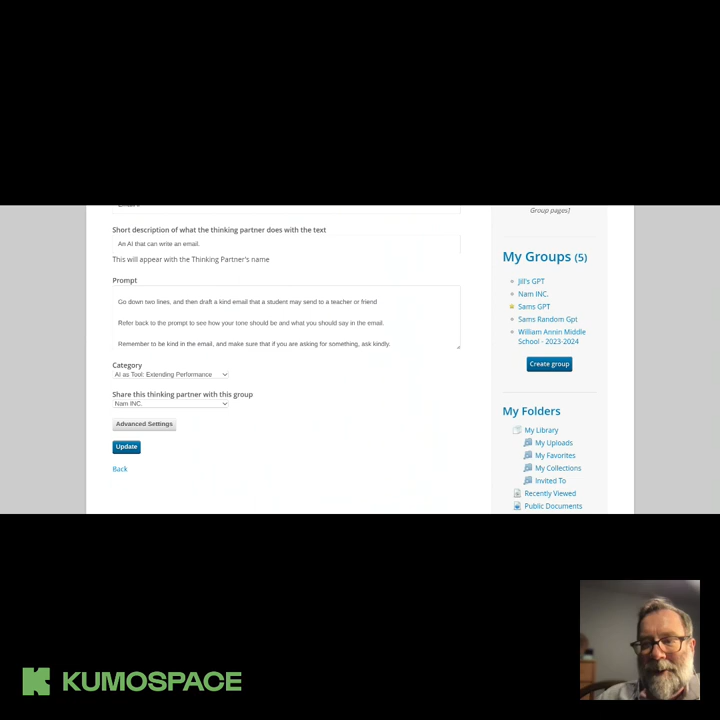 Group pages]
Short description of what the thinking partner does with the text
An AI that can write an email.
This will appear with the Thinking Partner's name
Prompt
Go down two lines, and then draft a kind email that a student may send to a teacher or friend
Refer back to the prompt to see how your tone should be and what you should say in the email.
Remember to be kind in the email, and make sure that if you are asking for something, ask kindly.
Category
AI as Tool: Extending Performance
Share this thinking partner with this group
Nam INC.
Advanced Settings
Update
Back
My Groups (5)
Jill's GPT
Nam INC.
Sams GPT
Sams Random Gpt
William Annin Middle
School - 2023-2024
Create group
My Folders
My Library
My Uploads
My Favorites
My Collections
Invited To
Recently Viewed
Public Documents
KUMOSPACE